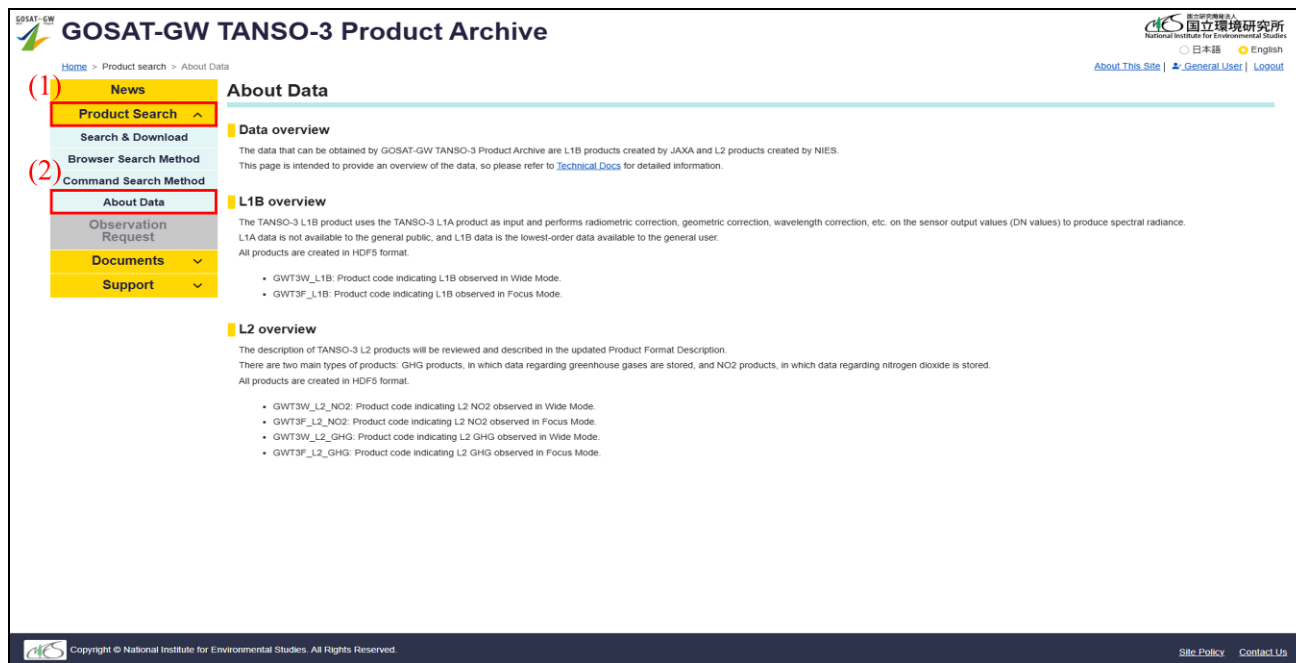 GOSAT-GW
GOSAT-GW TANSO-3 Product Archive
国立研究開発法人
国立環境研究所
National Institute for Environmental Studies
日本語 English
Home > Product search > About Data
About This Site | General User | Logout
(1)
News
Product Search
Search & Download
Browser Search Method
(2)
Command Search Method
About Data
Observation
Request
Documents
Support
About Data
Data overview
The data that can be obtained by GOSAT-GW TANSO-3 Product Archive are L1B products created by JAXA and L2 products created by NIES.
This page is intended to provide an overview of the data, so please refer to Technical Docs for detailed information.
L1B overview
The TANSO-3 L1B product uses the TANSO-3 L1A product as input and performs radiometric correction, geometric correction, wavelength correction, etc. on the sensor output values (DN values) to produce spectral radiance.
L1A data is not available to the general public, and L1B data is the lowest-order data available to the general user.
All products are created in HDF5 format.
• GWT3W_L1B: Product code indicating L1B observed in Wide Mode.
• GWT3F_L1B: Product code indicating L1B observed in Focus Mode.
L2 overview
The description of TANSO-3 L2 products will be reviewed and described in the updated Product Format Description.
There are two main types of products: GHG products, in which data regarding greenhouse gases are stored, and NO2 products, in which data regarding nitrogen dioxide is stored.
All products are created in HDF5 format.
• GWT3W_L2_NO2: Product code indicating L2 NO2 observed in Wide Mode.
• GWT3F_L2_NO2: Product code indicating L2 NO2 observed in Focus Mode.
• GWT3W_L2_GHG: Product code indicating L2 GHG observed in Wide Mode.
• GWT3F_L2_GHG: Product code indicating L2 GHG observed in Focus Mode.
Copyright © National Institute for Environmental Studies. All Rights Reserved.
Site Policy Contact Us